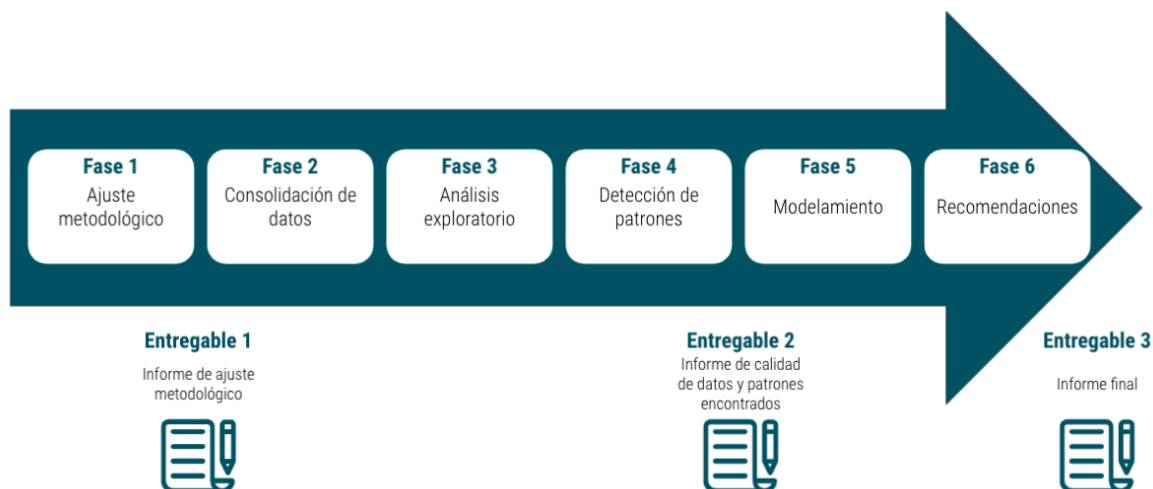 Fase 1
Ajuste
metodológico
Fase 2
Consolidación de
datos
Fase 3
Análisis
exploratorio
Fase 4
Detección de
patrones
Fase 5
Modelamiento
Fase 6
Recomendaciones
Entregable 1
Informe de ajuste
metodológico
Entregable 2
Informe de calidad
de datos y patrones
encontrados
Entregable 3
Informe final